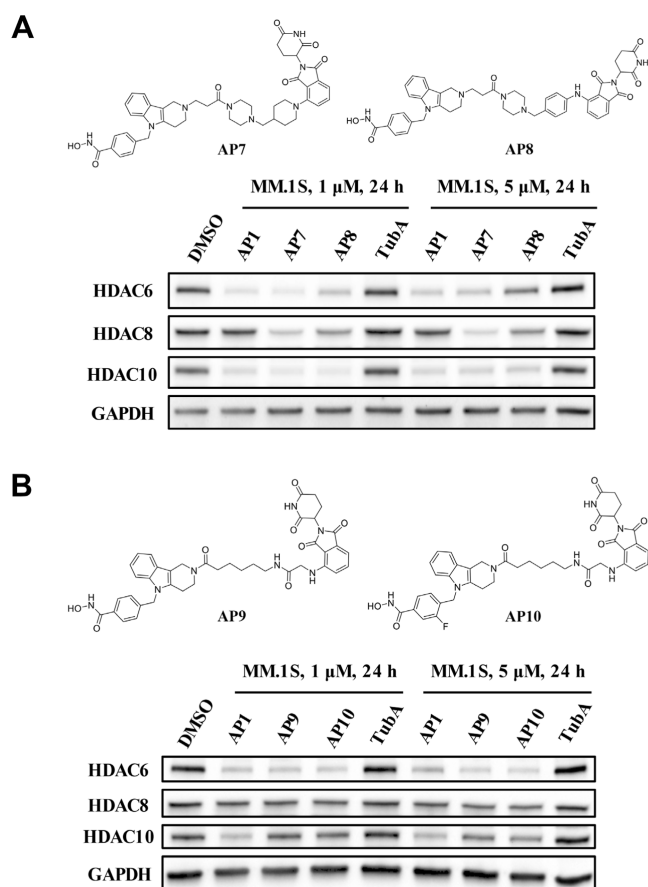 A
AP7
AP8
MM.1S, 1 μM, 24 h
MM.1S, 5 μM, 24 h
DMSO
AP1
AP7
AP8
TubA
AP1
AP7
AP8
TubA
HDAC6
HDAC8
HDAC10
GAPDH
B
AP9
AP10
MM.1S, 1 μM, 24 h
MM.1S, 5 μM, 24 h
DMSO
AP1
AP9
AP10
TubA
AP1
AP9
AP10
TubA
HDAC6
HDAC8
HDAC10
GAPDH